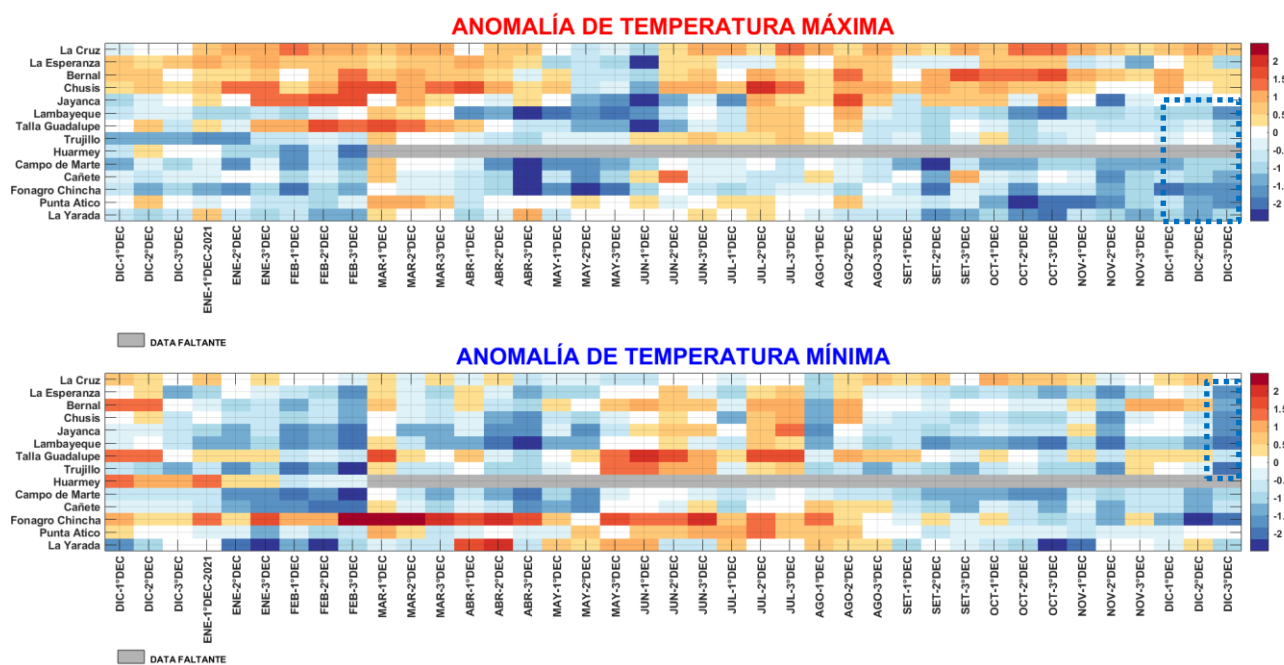 ANOMALÍA DE TEMPERATURA MÁXIMA
La Cruz
La Esperanza
Bernal
Chusis
Jayanca
Lambayeque
Talla Guadalupe
Trujillo
Huarmey
Campo de Marte
Cañete
Fonagro Chincha
Punta Atico
La Yarada
2
1.5
1
0.5
0
-0.
-1
-1.
-2
DIC-1°DEC
DIC-2°DEC
DIC-3°DEC
ENE-1°DEC-2021
ENE-2°DEC
ENE-3°DEC
FEB-1°DEC
FEB-2°DEC
FEB-3°DEC
MAR-1°DEC
MAR-2°DEC
MAR-3°DEC
ABR-1°DEC
ABR-2°DEC
ABR-3°DEC
MAY-1°DEC
MAY-2°DEC
MAY-3°DEC
JUN-1°DEC
JUN-2°DEC
JUN-3°DEC
JUL-1°DEC
JUL-2°DEC
JUL-3°DEC
AGO-1°DEC
AGO-2°DEC
AGO-3°DEC
SET-1°DEC
SET-2°DEC
SET-3°DEC
OCT-1°DEC
OCT-2°DEC
OCT-3°DEC
NOV-1°DEC
NOV-2°DEC
NOV-3°DEC
DIC-1°DEC
DIC-2°DEC
DIC-3°DEC
DATA FALTANTE
ANOMALÍA DE TEMPERATURA MÍNIMA
La Cruz
La Esperanza
Bernal
Chusis
Jayanca
Lambayeque
Talla Guadalupe
Trujillo
Huarmey
Campo de Marte
Cañete
Fonagro Chincha
Punta Atico
La Yarada
2
1.5
1
0.5
0
-0.
-1
-1.
-2
DIC-1°DEC
DIC-2°DEC
DIC-3°DEC
ENE-1°DEC-2021
ENE-2°DEC
ENE-3°DEC
FEB-1°DEC
FEB-2°DEC
FEB-3°DEC
MAR-1°DEC
MAR-2°DEC
MAR-3°DEC
ABR-1°DEC
ABR-2°DEC
ABR-3°DEC
MAY-1°DEC
MAY-2°DEC
MAY-3°DEC
JUN-1°DEC
JUN-2°DEC
JUN-3°DEC
JUL-1°DEC
JUL-2°DEC
JUL-3°DEC
AGO-1°DEC
AGO-2°DEC
AGO-3°DEC
SET-1°DEC
SET-2°DEC
SET-3°DEC
OCT-1°DEC
OCT-2°DEC
OCT-3°DEC
NOV-1°DEC
NOV-2°DEC
NOV-3°DEC
DIC-1°DEC
DIC-2°DEC
DIC-3°DEC
DATA FALTANTE